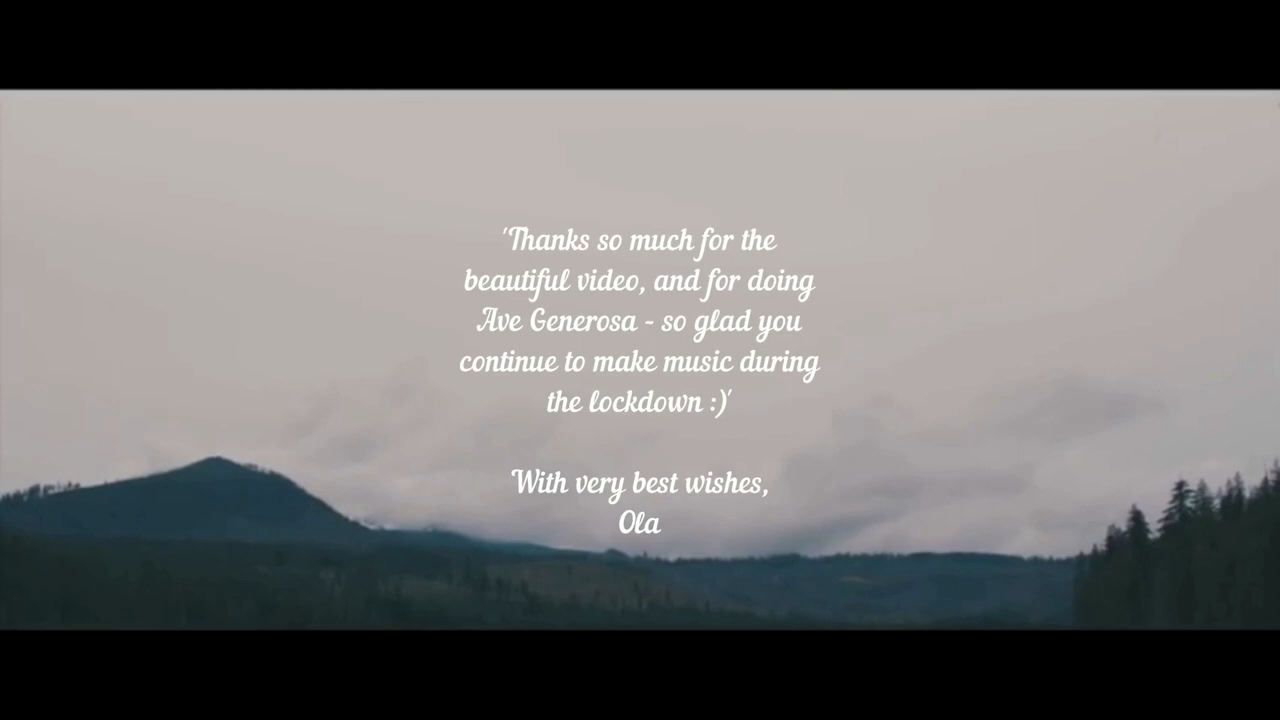 'Thanks so much for the
beautiful video, and for doing
Ave Generosa - so glad you
continue to make music during
the lockdown :)'
With very best wishes,
Ola